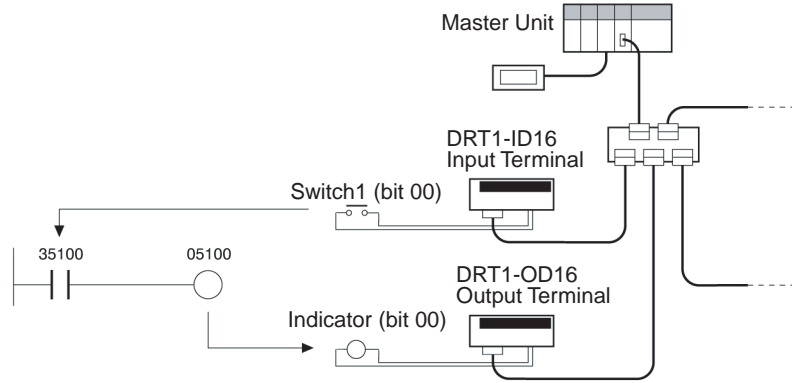 Master Unit
DRT1-ID16
Input Terminal
Switch1 (bit 00)
35100
05100
DRT1-OD16
Output Terminal
Indicator (bit 00)